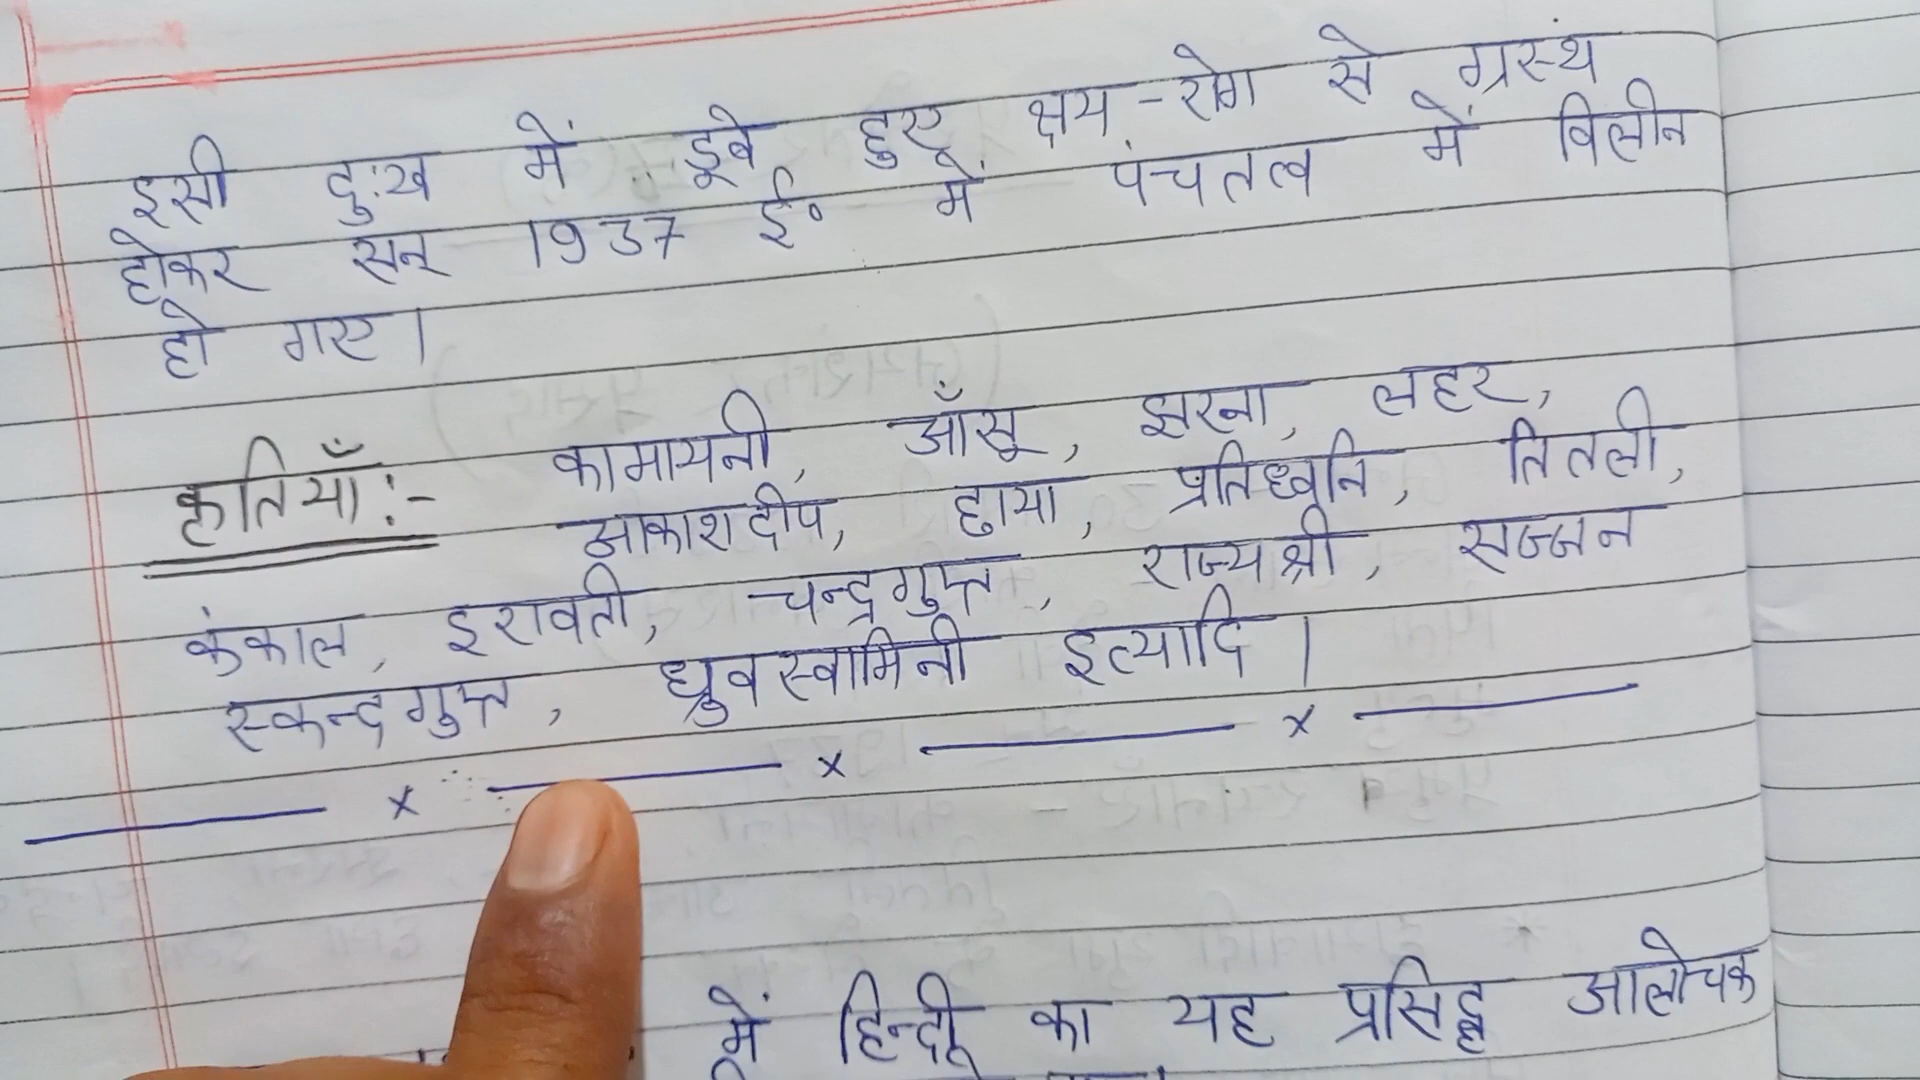 इसी दुःख में डूवे हुए क्षय-रोग से ग्रस्थ
होकर सन् 1937 ई० में पंचतत्व में विलीन
हो गए।
कृतियाँ:- कामायनी, आँसू, झरना, लहर,
आकाशदीप, छाया, प्रतिध्वनि, तितली,
कंकाल, इरावती, चन्द्रगुप्त, राज्यश्री, सज्जन
स्कन्दगुप्त, ध्रुवस्वामिनी इत्यादि।
x x x
में हिन्दी का यह प्रसिद्ध आलोचक